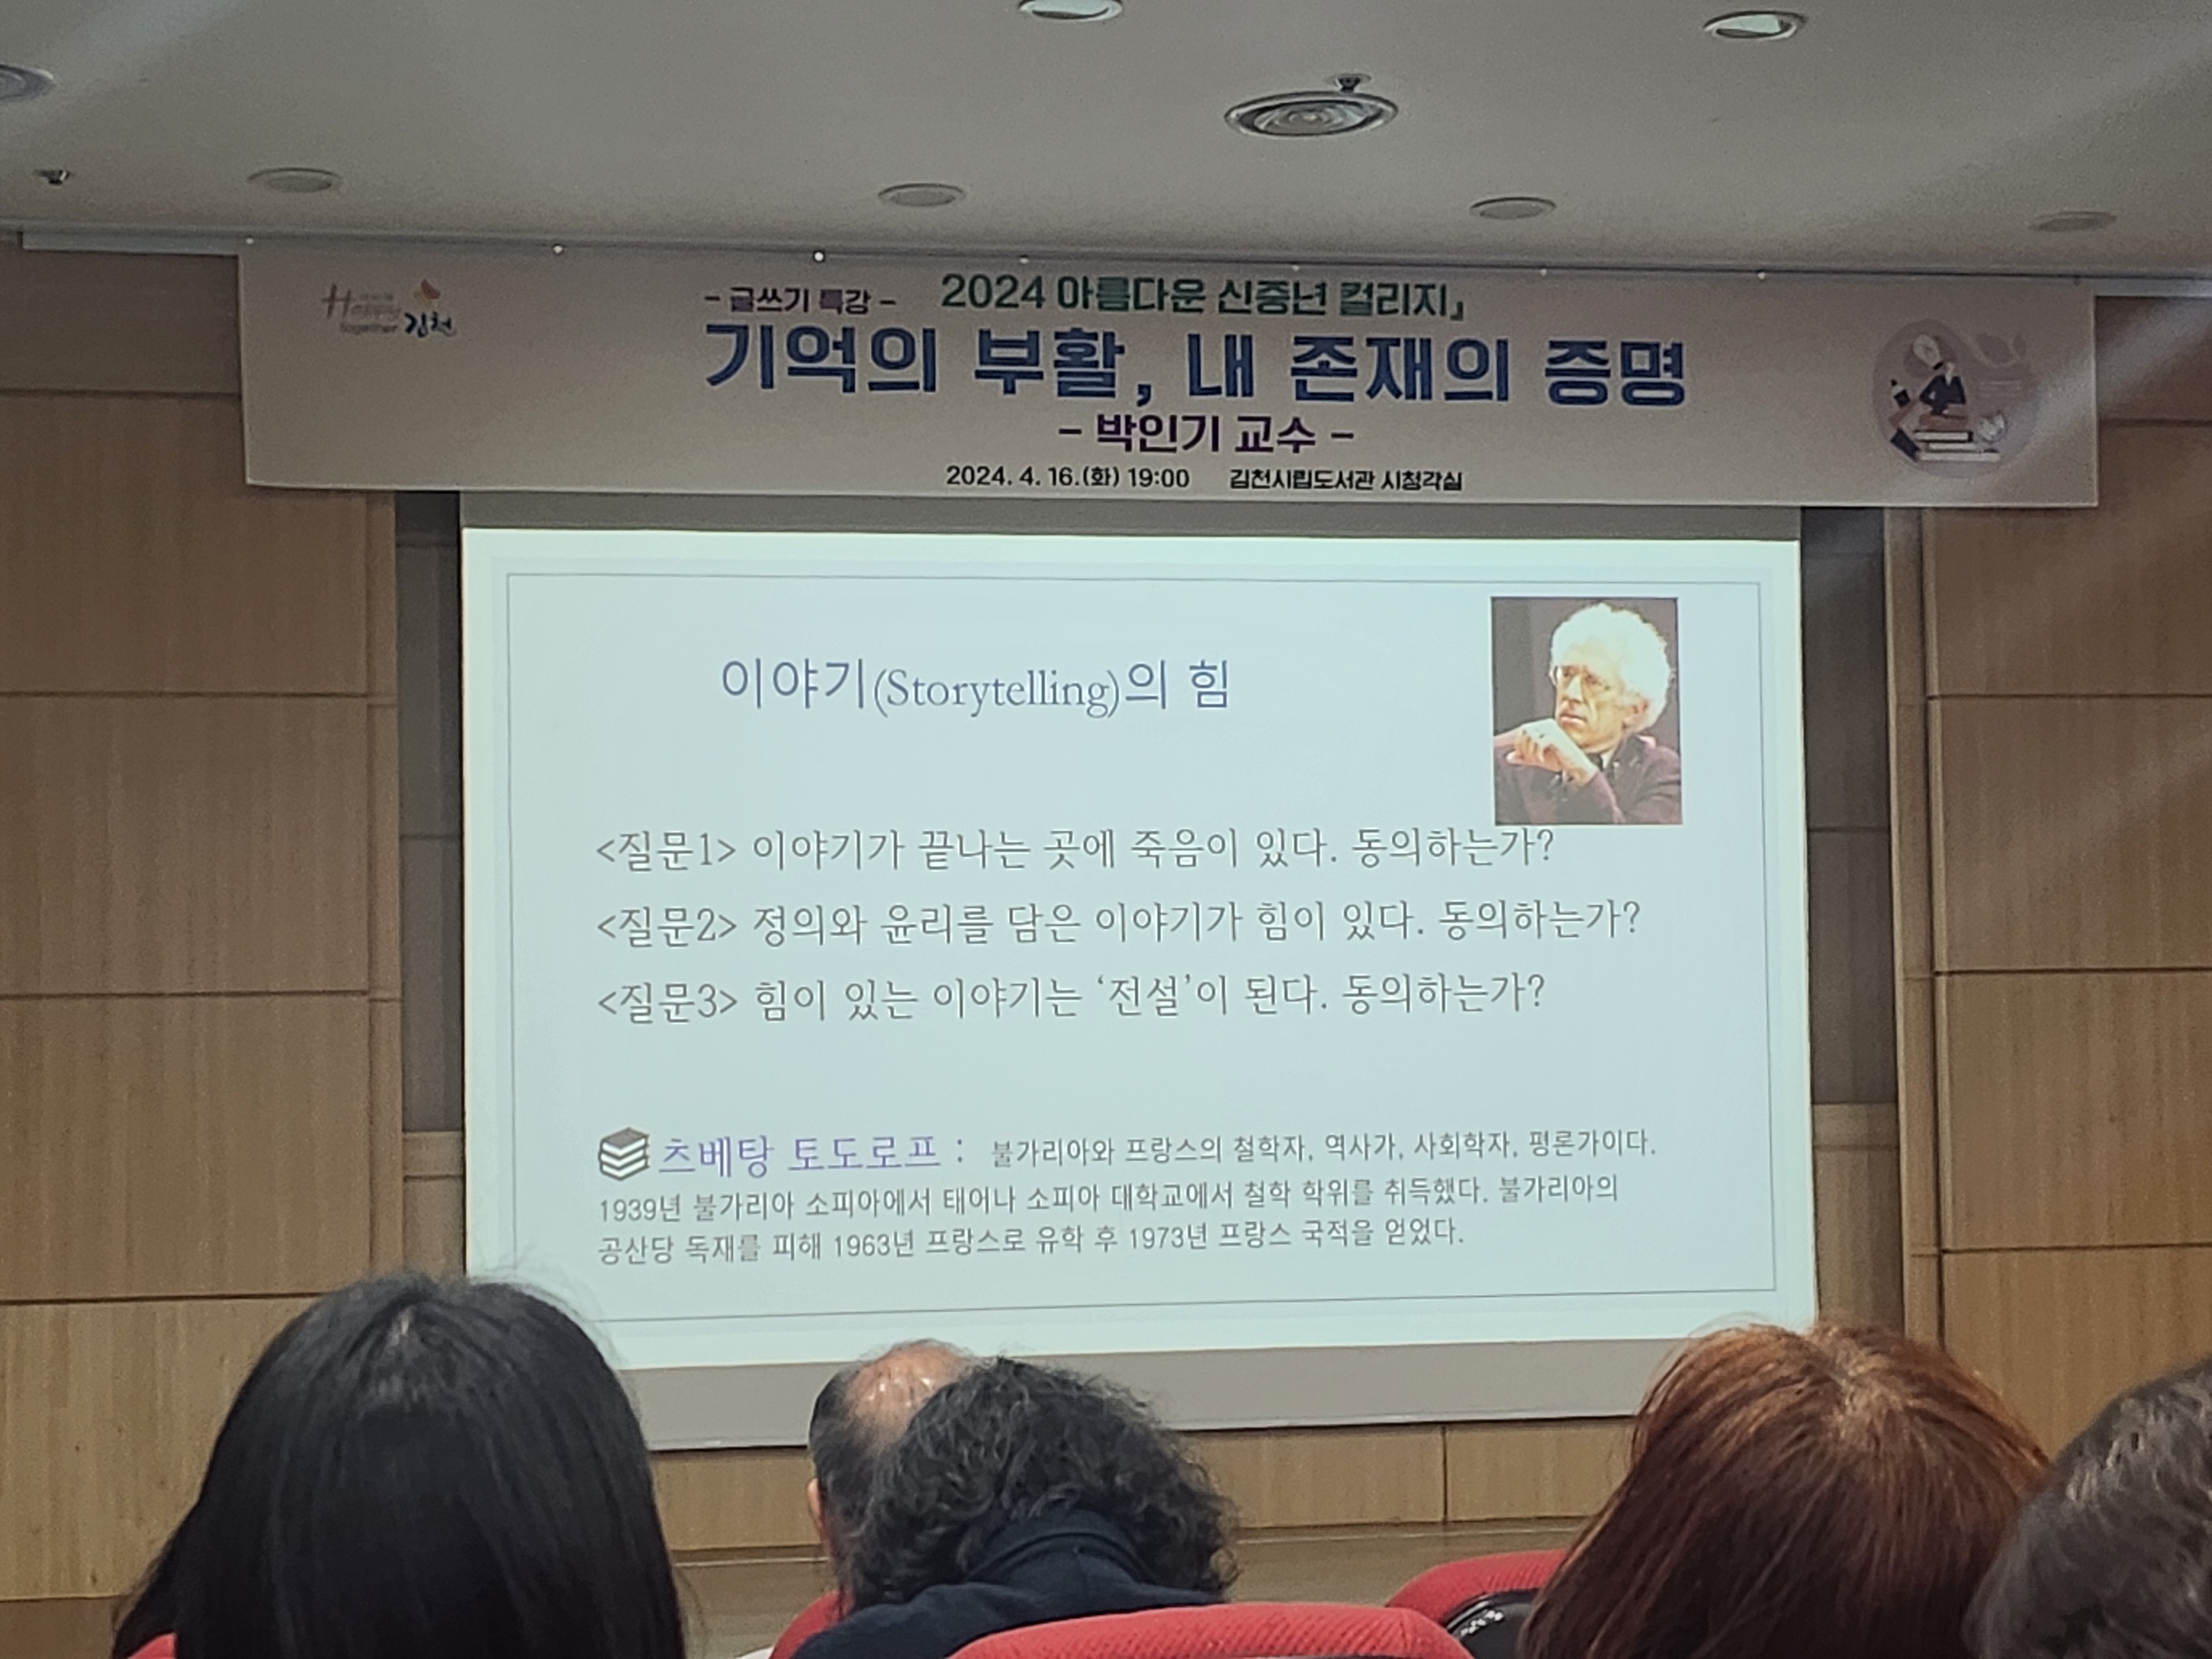 Happy
together 김천
- 글쓰기 특강 - 2024 아름다운 신중년 컬리지』
기억의 부활, 내 존재의 증명
- 박인기 교수 -
2024. 4. 16.(화) 19:00 김천시립도서관 시청각실
이야기(Storytelling)의 힘
<질문1> 이야기가 끝나는 곳에 죽음이 있다. 동의하는가?
<질문2> 정의와 윤리를 담은 이야기가 힘이 있다. 동의하는가?
<질문3> 힘이 있는 이야기는 ‘전설’이 된다. 동의하는가?
츠베탕 토도로프 : 불가리아와 프랑스의 철학자, 역사가, 사회학자, 평론가이다.
1939년 불가리아 소피아에서 태어나 소피아 대학교에서 철학 학위를 취득했다. 불가리아의
공산당 독재를 피해 1963년 프랑스로 유학 후 1973년 프랑스 국적을 얻었다.